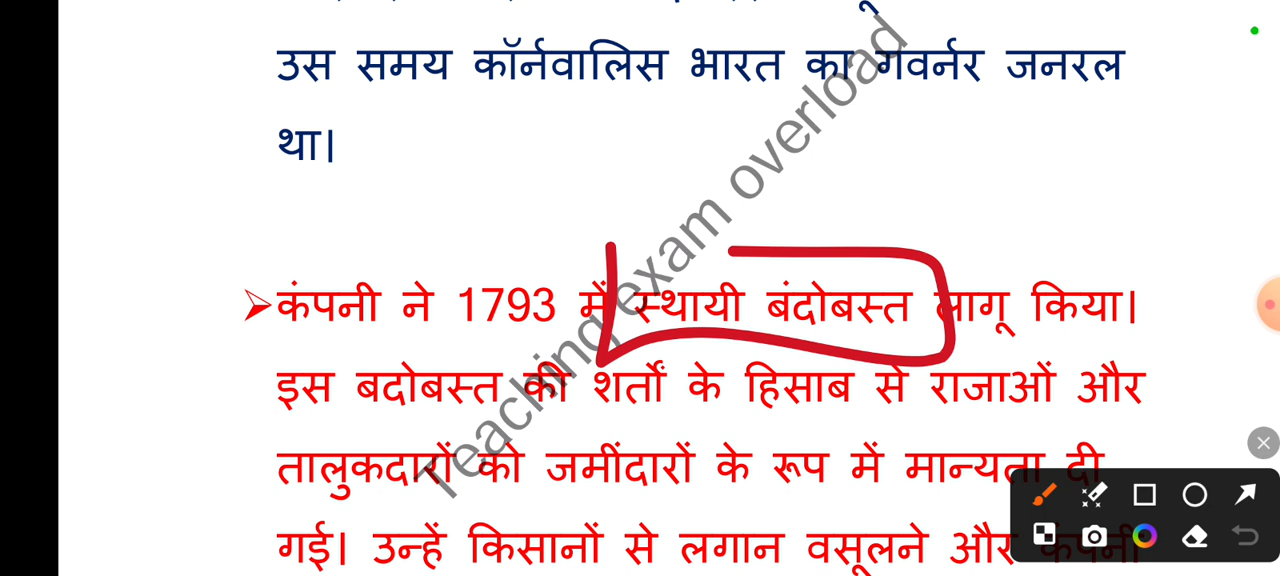 उस समय कॉर्नवालिस भारत का गवर्नर जनरल
था।
कंपनी ने 1793 में स्थायी बंदोबस्त लागू किया।
इस बदोबस्त की शर्तों के हिसाब से राजाओं और
तालुकदारों को जमींदारों के रूप में मान्यता दी
गई। उन्हें किसानों से लगान वसूलने और कंपनी
Teaching exam overload